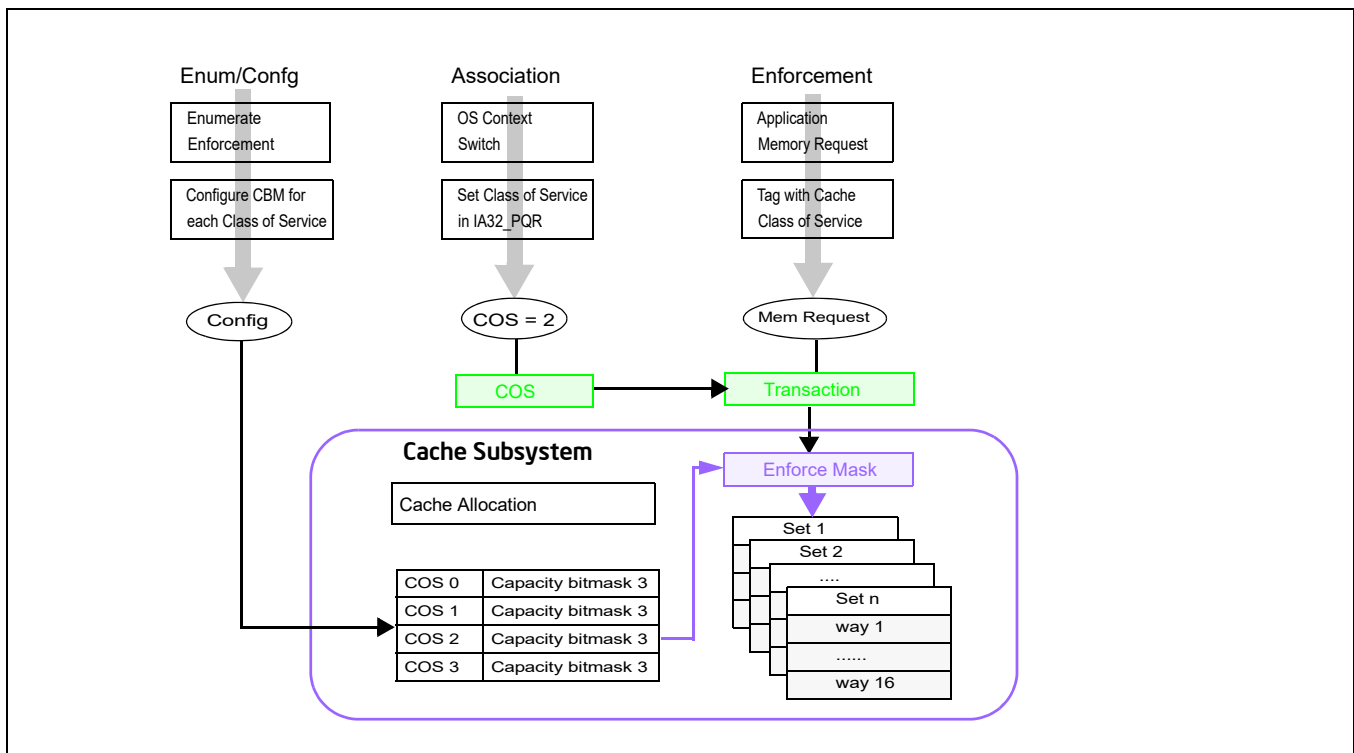 Enum/Confg
Association
Enforcement
Enumerate
Enforcement
OS Context
Switch
Application
Memory Request
Configure CBM for
each Class of Service
Set Class of Service
in IA32_PQR
Tag with Cache
Class of Service
Config
COS = 2
Mem Request
COS
Transaction
Cache Subsystem
Enforce Mask
Cache Allocation
Set 1
Set 2
....
Set n
way 1
......
way 16
COS 0 Capacity bitmask 3
COS 1 Capacity bitmask 3
COS 2 Capacity bitmask 3
COS 3 Capacity bitmask 3